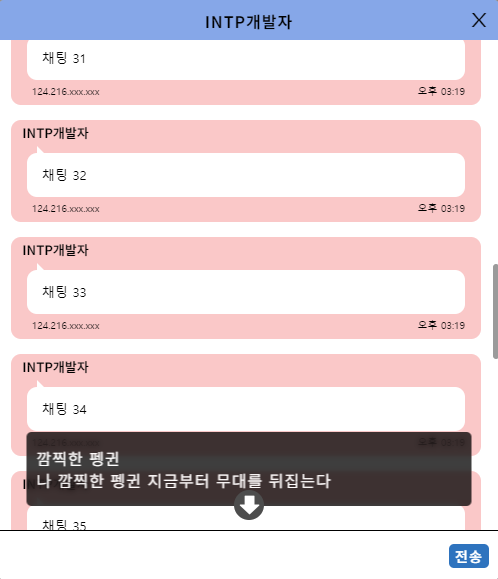 INTP개발자
X
채팅 31
124.216.xxx.xxx 오후 03:19
INTP개발자
채팅 32
124.216.xxx.xxx 오후 03:19
INTP개발자
채팅 33
124.216.xxx.xxx 오후 03:19
INTP개발자
채팅 34
깜찍한 펭귄
나 깜찍한 펭귄 지금부터 무대를 뒤집는다
채팅 35
전송